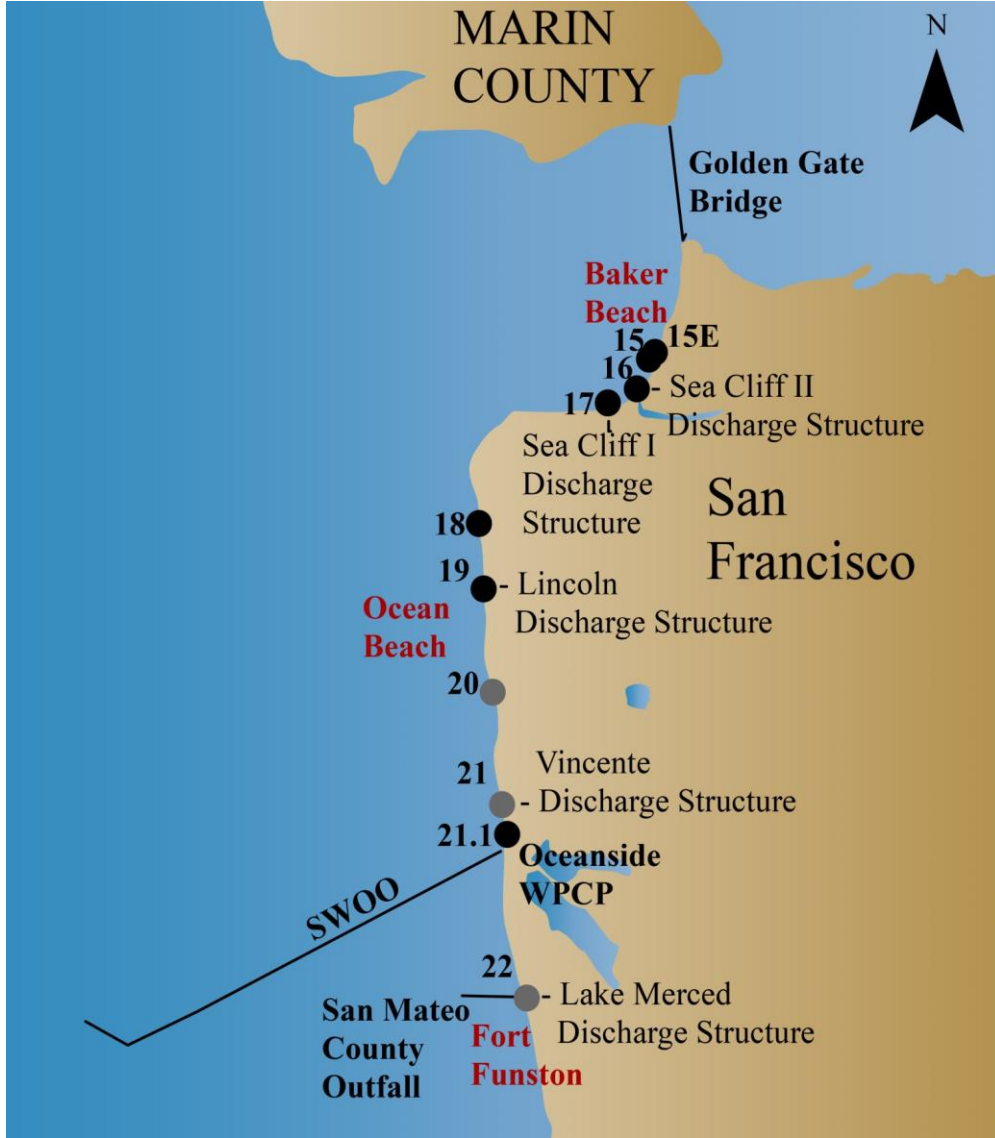 MARIN
COUNTY
N
Golden Gate
Bridge
Baker
Beach
15
15E
16
Sea Cliff II
Discharge Structure
17
Sea Cliff I
Discharge
Structure
San
Francisco
18
19
Lincoln
Discharge Structure
Ocean
Beach
20
21
Vincente
Discharge Structure
21.1
Oceanside
WPCP
SWOO
22
Lake Merced
Discharge Structure
San Mateo
County
Outfall
Fort
Funston